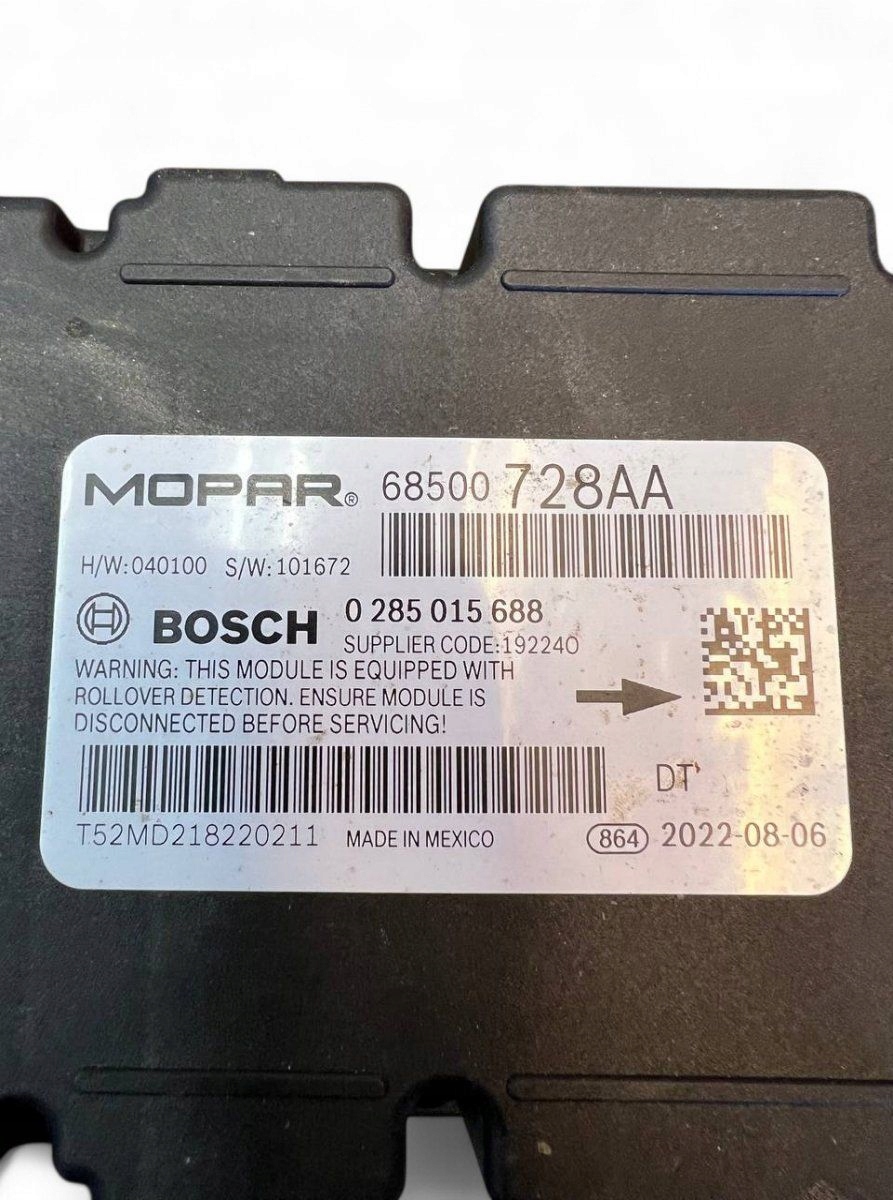 MOPAR® 68500 728AA
H/W:040100 S/W:101672
BOSCH 0 285 015 688
SUPPLIER CODE:19224O
WARNING: THIS MODULE IS EQUIPPED WITH
ROLLOVER DETECTION. ENSURE MODULE IS
DISCONNECTED BEFORE SERVICING!
DT
T52MD218220211 MADE IN MEXICO 864 2022-08-06